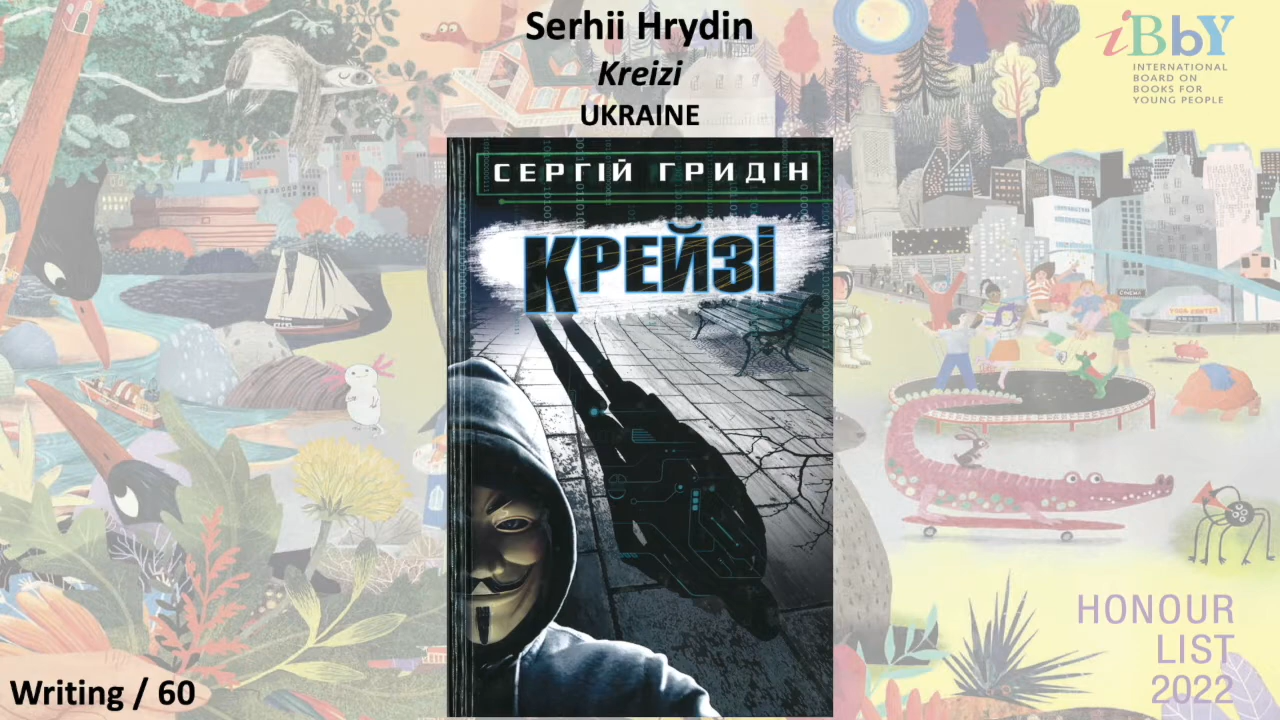 Serhii Hrydin
Kreizi
UKRAINE
iBbY
INTERNATIONAL
BOARD ON
BOOKS FOR
YOUNG PEOPLE
СЕРГІЙ ГРИДІН
КРЕЙЗІ
CINEMA
HONOUR
LIST
2022
Writing / 60